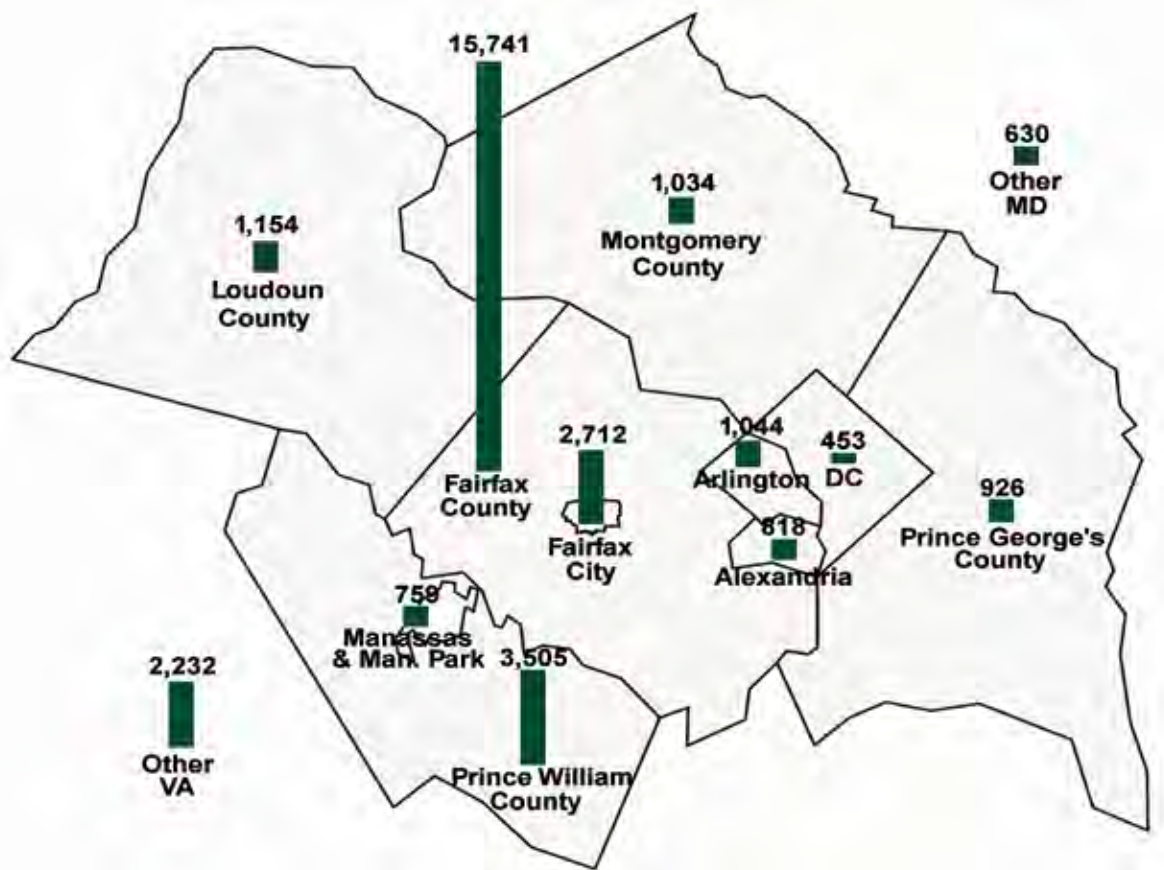 15,741
630
Other
MD
1,034
Montgomery
County
1,154
Loudoun
County
1,044
Arlington
453
DC
2,712
Fairfax
County
Fairfax
City
926
Prince George's
County
818
Alexandria
759
Manassas
& Man. Park
3,505
Prince William
County
2,232
Other
VA